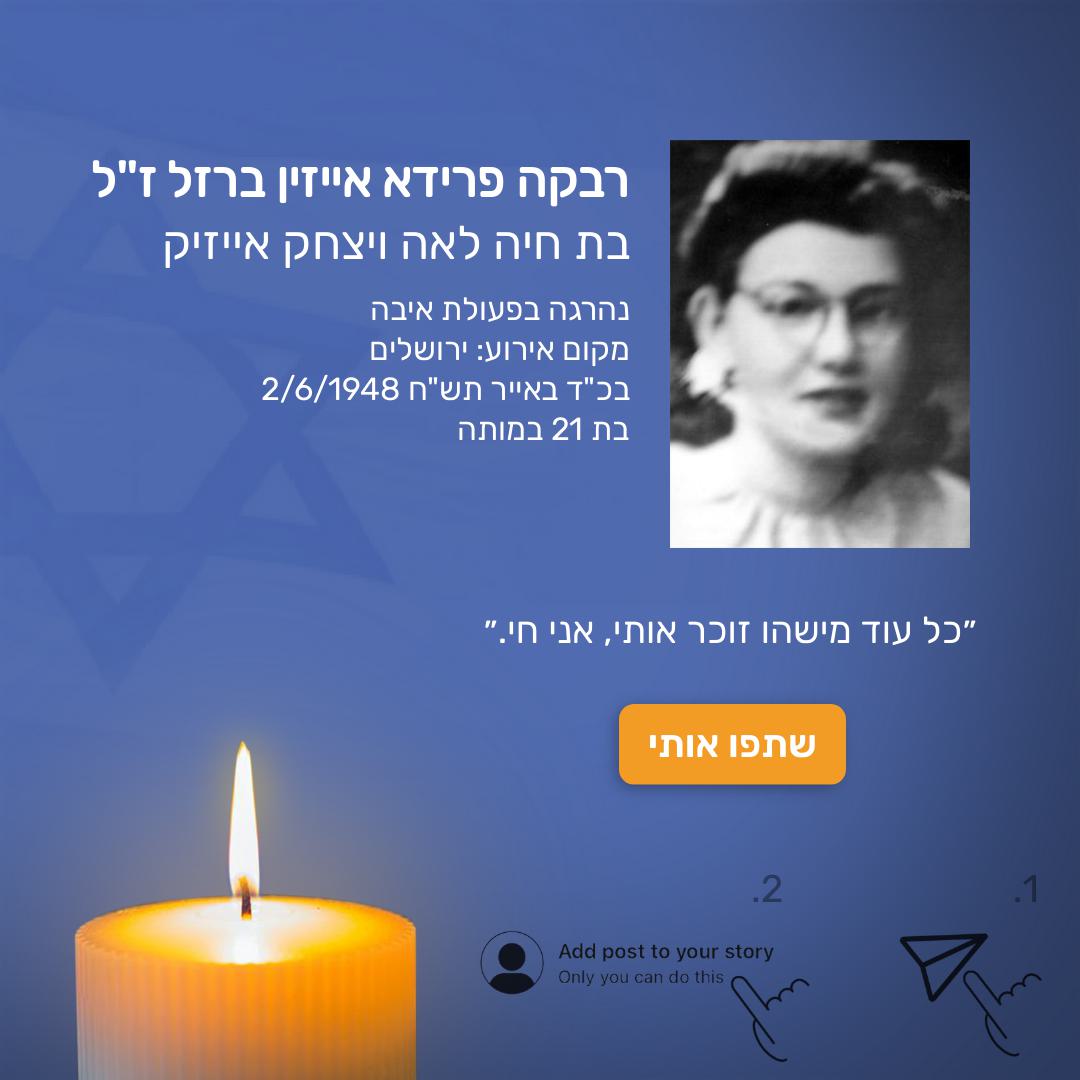 רבקה פרידא אייזין ברזל ז"ל
בת חיה לאה ויצחק אייזיק
נהרגה בפעולת איבה
מקום אירוע: ירושלים
בכ"ד באייר תש"ח 2/6/1948
בת 21 במותה
״כל עוד מישהו זוכר אותי, אני חי.״
שתפו אותי
1.
2.
Add post to your story
Only you can do this